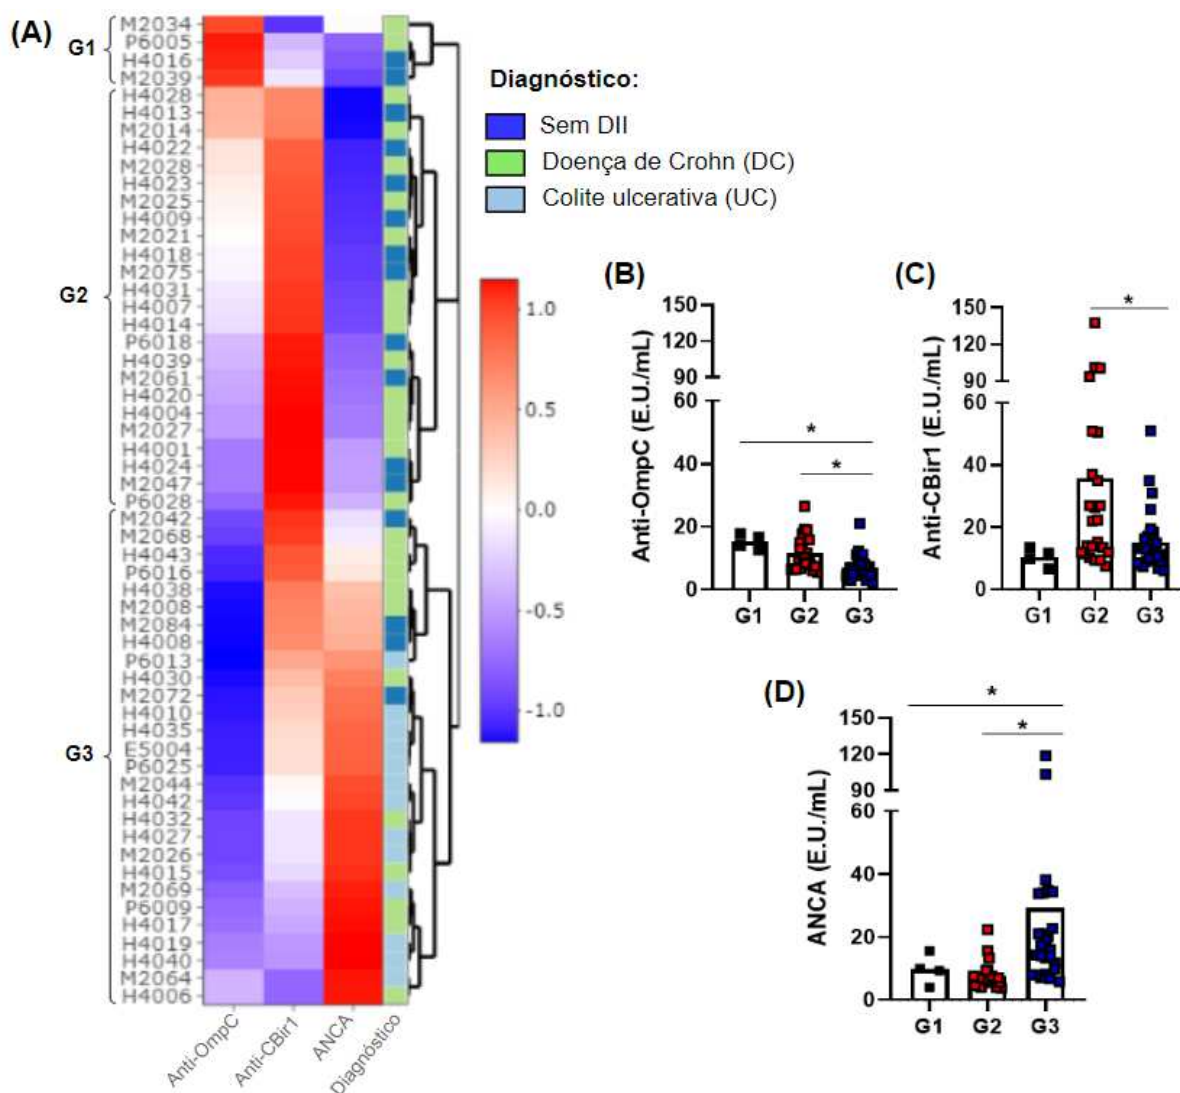 (A)
G1
G2
G3
M2034
P6005
H4016
M2039
H4028
H4013
M2014
H4022
M2028
H4023
M2025
H4009
M2021
H4018
M2075
H4031
H4007
H4014
P6018
H4039
M2061
H4020
H4004
M2027
H4001
H4024
M2047
P6028
M2042
M2068
H4043
P6016
H4038
M2008
M2084
H4008
P6013
H4030
M2072
H4010
H4035
E5004
P6025
M2044
H4042
H4032
H4027
M2026
H4015
M2069
P6009
H4017
H4019
H4040
M2064
H4006
Anti-OmpC
Anti-CBir1
ANCA
Diagnóstico
Diagnóstico:
Sem DII
Doença de Crohn (DC)
Colite ulcerativa (UC)
1.0
0.5
0.0
-0.5
-1.0
(B)
Anti-OmpC (E.U./mL)
150
120
90
60
40
20
0
*
*
G1 G2 G3
(C)
Anti-CBir1 (E.U./mL)
150
120
90
60
40
20
0
*
G1 G2 G3
(D)
ANCA (E.U./mL)
150
120
90
60
40
20
0
*
*
G1 G2 G3